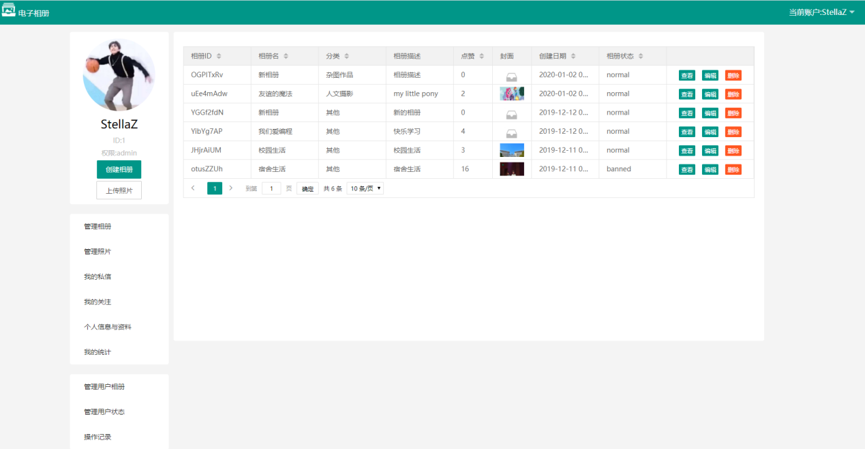 电子相册
当前账户:StellaZ
StellaZ
ID:1
权限:admin
创建相册
上传照片
管理相册
管理照片
我的私信
我的关注
个人信息与资料
我的统计
管理用户相册
管理用户状态
操作记录
相册ID 相册名 分类 相册描述 点赞 封面 创建日期 相册状态
OGPlTxRv 新相册 杂图作品 相册描述 0 2020-01-02 0... normal 查看 编辑 删除
uEe4mAdw 友谊的魔法 人文摄影 my little pony 2 2020-01-02 0... normal 查看 编辑 删除
YGGf2fdN 新相册 其他 新的相册 0 2019-12-12 0... normal 查看 编辑 删除
YlbYg7AP 我们爱编程 其他 快乐学习 4 2019-12-12 0... normal 查看 编辑 删除
JHjrAiUM 校园生活 其他 校园生活 3 2019-12-11 0... normal 查看 编辑 删除
otusZZUh 宿舍生活 其他 宿舍生活 16 2019-12-11 0... banned 查看 编辑 删除
1 到第 1 页 确定 共 6 条 10 条/页